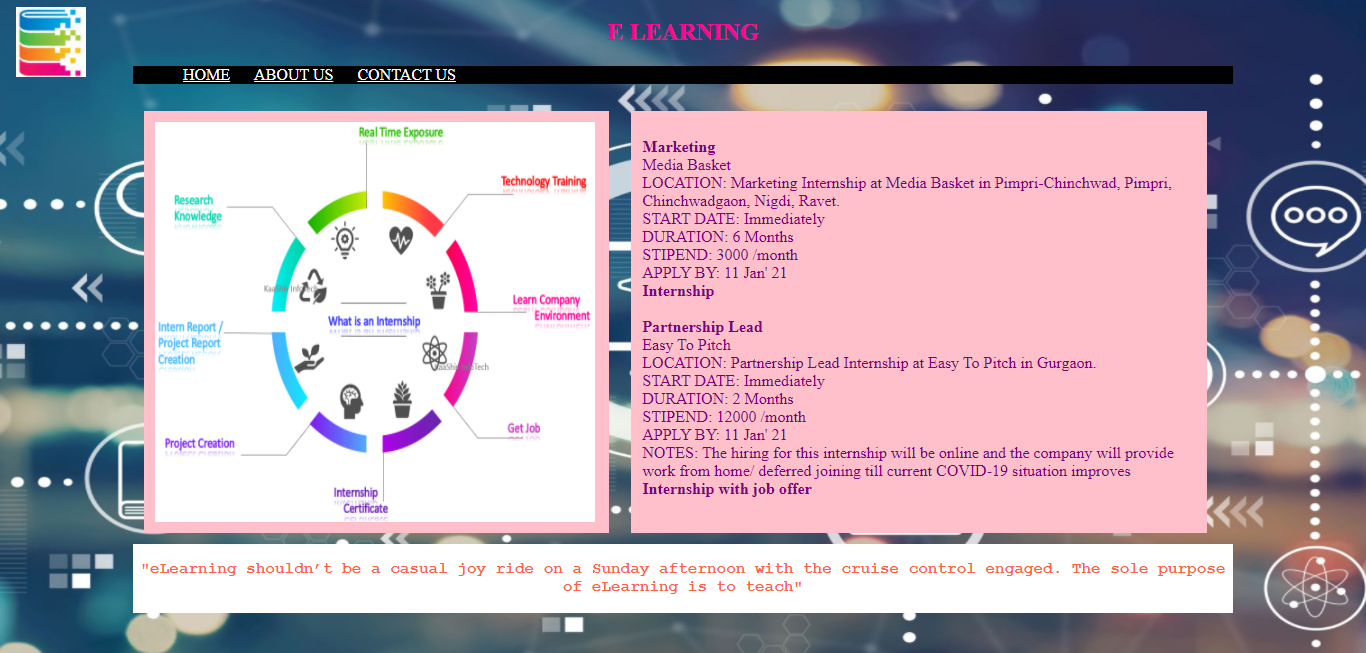 E LEARNING
HOME ABOUT US CONTACT US
Real Time Exposure
Technology Training
Research
Knowledge
KaaShiv InfoTech
Learn Company
Environment
What is an Internship
Intern Report /
Project Report
Creation
KaaShiv InfoTech
Get Job
Project Creation
Internship
Certificate
Marketing
Media Basket
LOCATION: Marketing Internship at Media Basket in Pimpri-Chinchwad, Pimpri,
Chinchwadgaon, Nigdi, Ravet.
START DATE: Immediately
DURATION: 6 Months
STIPEND: 3000 /month
APPLY BY: 11 Jan' 21
Internship
Partnership Lead
Easy To Pitch
LOCATION: Partnership Lead Internship at Easy To Pitch in Gurgaon.
START DATE: Immediately
DURATION: 2 Months
STIPEND: 12000 /month
APPLY BY: 11 Jan' 21
NOTES: The hiring for this internship will be online and the company will provide
work from home/ deferred joining till current COVID-19 situation improves
Internship with job offer
"eLearning shouldn’t be a casual joy ride on a Sunday afternoon with the cruise control engaged. The sole purpose
of eLearning is to teach"